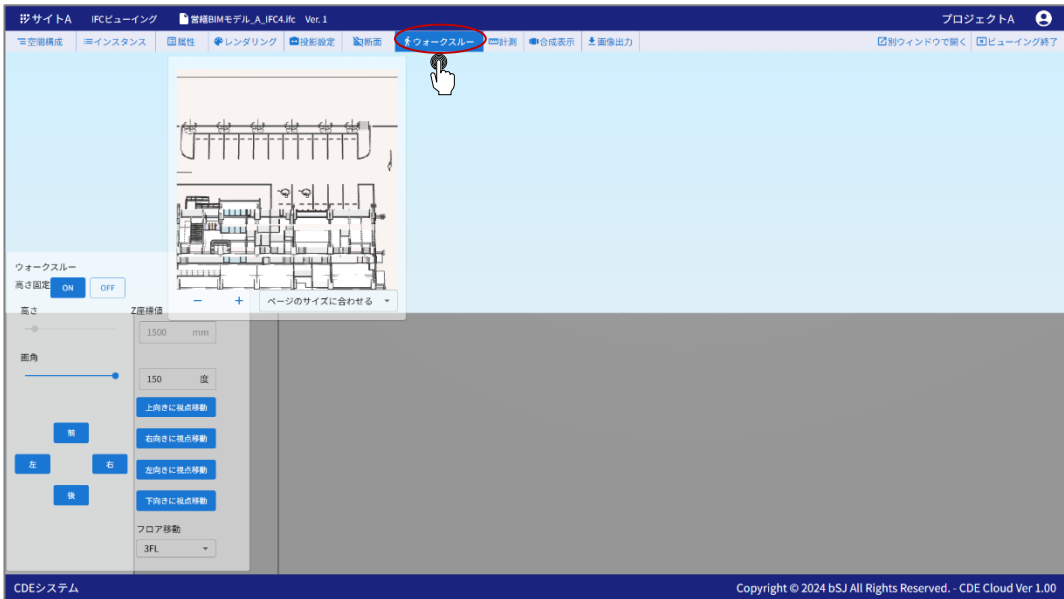 サイトA IFCビューイング 営繕BIMモデル_A_IFC4.ifc Ver. 1 プロジェクトA
空間構成 インスタンス 属性 レンダリング 投影設定 断面 ウォークスルー 計測 合成表示 画像出力 別ウィンドウで開く ビューイング終了
− + ページのサイズに合わせる
ウォークスルー
高さ固定 ON OFF
高さ Z座標値
1500 mm
画角
150 度
上向きに視点移動
前
右向きに視点移動
左 右 左向きに視点移動
後
下向きに視点移動
フロア移動
3FL
CDEシステム Copyright © 2024 bSJ All Rights Reserved. - CDE Cloud Ver 1.00